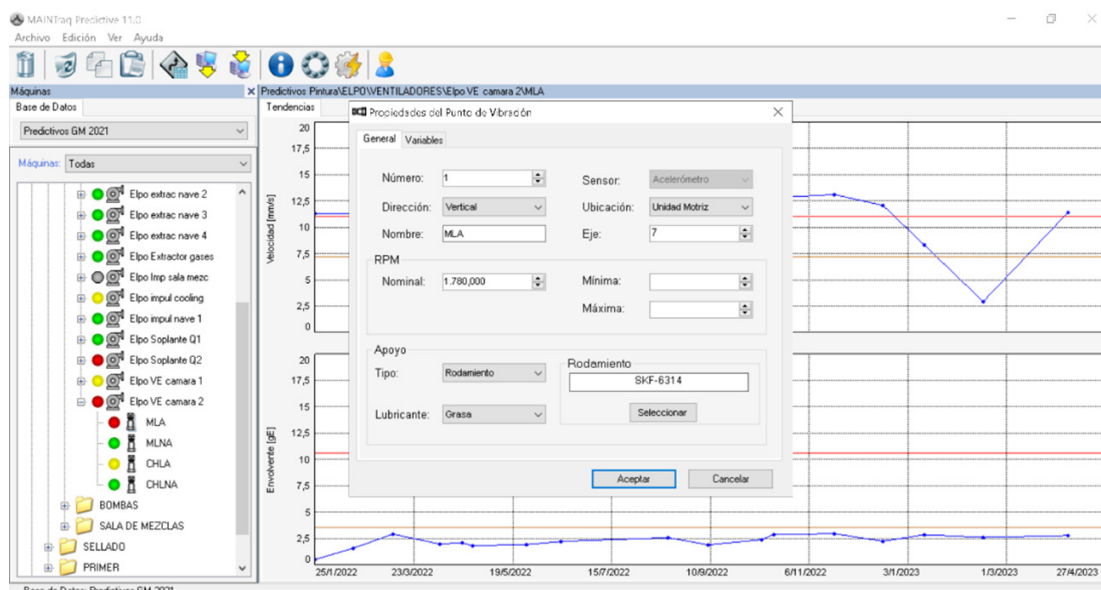 MAINTraq Predictive 11.0
Archivo Edición Ver Ayuda
Máquinas
Base de Datos
Predictivos GM 2021
Máquinas: Todas
Elpo extrac nave 2
Elpo extrac nave 3
Elpo extrac nave 4
Elpo Extractor gases
Elpo Imp sala mezc
Elpo impul cooling
Elpo impul nave 1
Elpo Soplante Q1
Elpo Soplante Q2
Elpo VE camara 1
Elpo VE camara 2
MLA
MLNA
CHLA
CHLNA
BOMBAS
SALA DE MEZCLAS
SELLADO
PRIMER
Predictivos Pintura\ELPO\VENTILADORES\Elpo VE camara 2\MLA
Tendencias
Velocidad [mm/s]
20
17,5
15
12,5
10
7,5
5
2,5
0
Envolvente [gE]
20
17,5
15
12,5
10
7,5
5
2,5
0
25/1/2022 23/3/2022 19/5/2022 15/7/2022 10/9/2022 6/11/2022 3/1/2023 1/3/2023 27/4/2023
Propiedades del Punto de Vibración
General Variables
Número: 1 Sensor: Acelerómetro
Dirección: Vertical Ubicación: Unidad Motriz
Nombre: MLA Eje: 7
RPM
Nominal: 1.780,000 Mínima:
Máxima:
Apoyo
Tipo: Rodamiento
Lubricante: Grasa
Rodamiento
SKF-6314
Seleccionar
Aceptar Cancelar
Base de Datos: Predictivos GM 2021